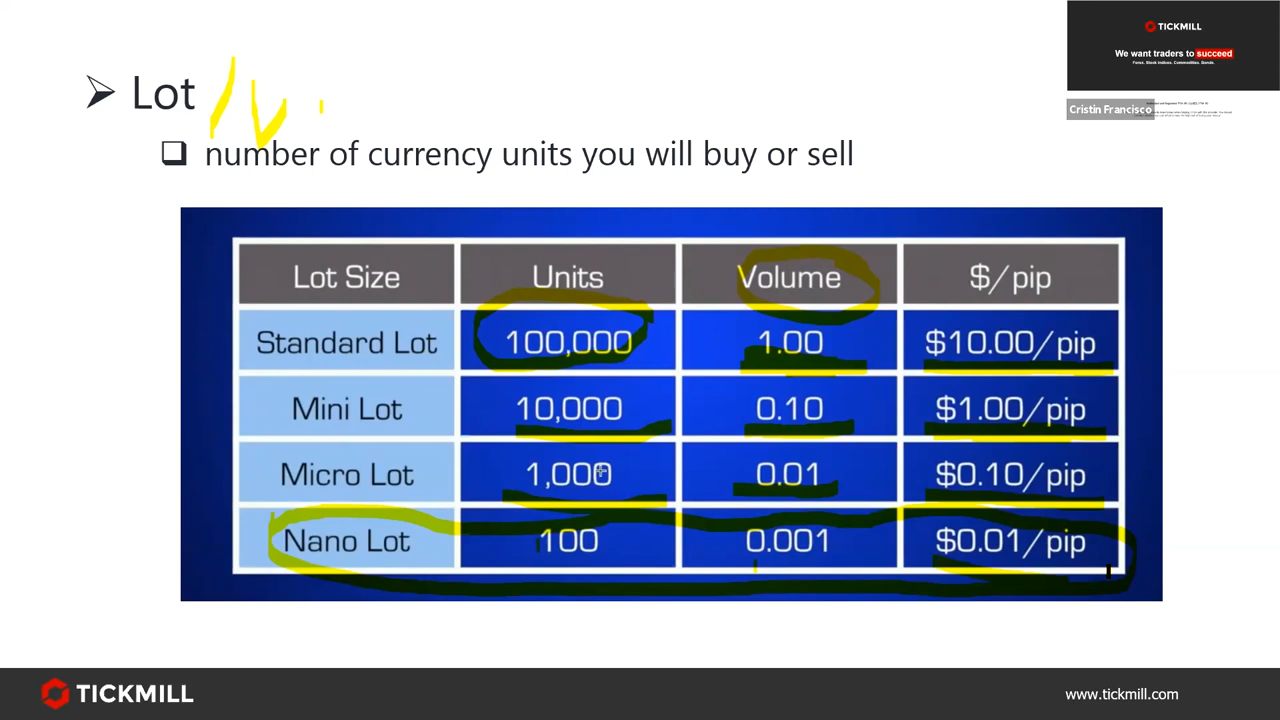 TICKMILL
We want traders to succeed
Forex. Stock Indices. Commodities. Bonds.
Cristin Francisco
Lot /V
number of currency units you will buy or sell
Lot Size Units Volume $/pip
Standard Lot 100,000 1.00 $10.00/pip
Mini Lot 10,000 0.10 $1.00/pip
Micro Lot 1,000 0.01 $0.10/pip
Nano Lot 100 0.001 $0.01/pip
TICKMILL www.tickmill.com